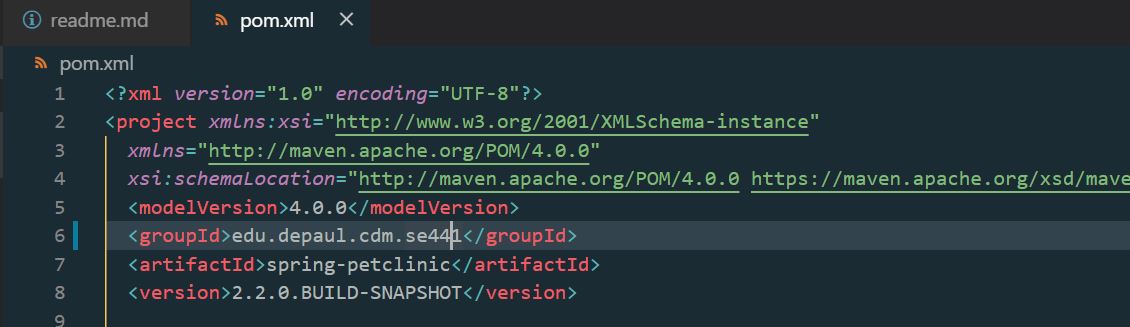 readme.md pom.xml
pom.xml
1 <?xml version="1.0" encoding="UTF-8"?>
2 <project xmlns:xsi="http://www.w3.org/2001/XMLSchema-instance"
3 xmlns="http://maven.apache.org/POM/4.0.0"
4 xsi:schemaLocation="http://maven.apache.org/POM/4.0.0 https://maven.apache.org/xsd/mave
5 <modelVersion>4.0.0</modelVersion>
6 <groupId>edu.depaul.cdm.se441</groupId>
7 <artifactId>spring-petclinic</artifactId>
8 <version>2.2.0.BUILD-SNAPSHOT</version>
9